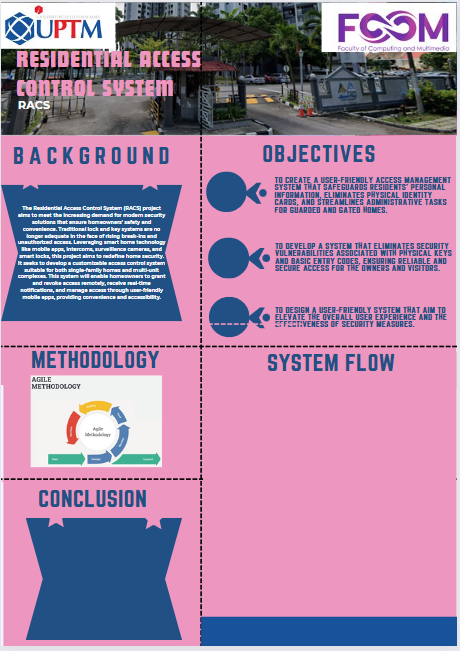 UPTM
FCOM
Faculty of Computing and Multimedia
RESIDENTIAL ACCESS
CONTROL SYSTEM
RACS
BACKGROUND
The Residential Access Control System (RACS) project
aims to meet the increasing demand for modern security
solutions that ensure homeowners' safety and
convenience. Traditional lock and key systems are no
longer adequate in the face of rising break-ins and
unauthorized access. Leveraging smart home technology
like mobile apps, intercoms, surveillance cameras, and
smart locks, this project aims to redefine home security.
It seeks to develop a customizable access control system
suitable for both single-family homes and multi-unit
complexes. This system will enable homeowners to grant
and revoke access remotely, receive real-time
notifications, and manage access through user-friendly
mobile apps, providing convenience and accessibility.
OBJECTIVES
TO CREATE A USER-FRIENDLY ACCESS MANAGEMENT
SYSTEM THAT SAFEGUARDS RESIDENTS' PERSONAL
INFORMATION, ELIMINATES PHYSICAL IDENTITY
CARDS, AND STREAMLINES ADMINISTRATIVE TASKS
FOR GUARDED AND GATED HOMES.
TO DEVELOP A SYSTEM THAT ELIMINATES SECURITY
VULNERABILITIES ASSOCIATED WITH PHYSICAL KEYS
AND BASIC ENTRY CODES, ENSURING RELIABLE AND
SECURE ACCESS FOR THE OWNERS AND VISITORS.
TO DESIGN A USER-FRIENDLY SYSTEM THAT AIM TO
ELEVATE THE OVERALL USER EXPERIENCE AND THE
EFFECTIVENESS OF SECURITY MEASURES.
METHODOLOGY
AGILE
METHODOLOGY
Agile
Methodology
SYSTEM FLOW
CONCLUSION